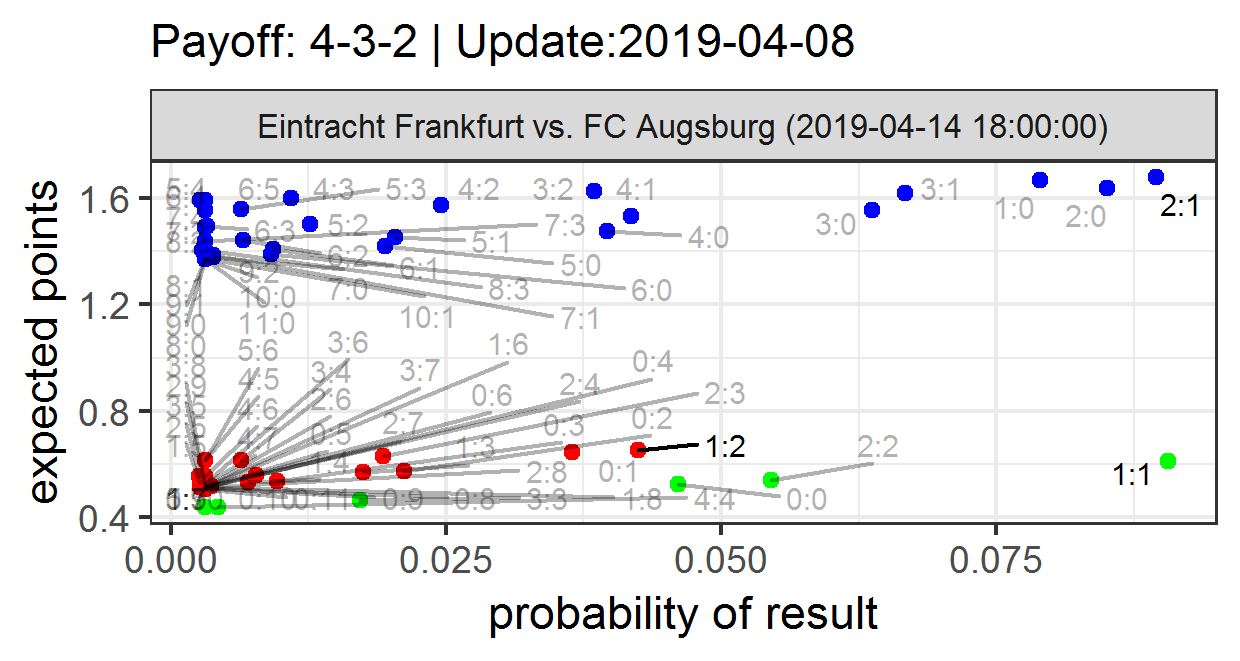 Payoff: 4-3-2 | Update:2019-04-08
Eintracht Frankfurt vs. FC Augsburg (2019-04-14 18:00:00)
expected points
1.6
1.2
0.8
0.4
6:5 4:3 5:3 4:2 3:2 4:1 3:1 1:0 2:0 2:1
6:3 5:2 7:3 5:1 4:0 3:0
9:2 6:2 6:1 5:0
10:0 7:0 8:3 6:0
9:0 11:0 10:1 7:1
8:0 5:6 3:6 1:6
4:5 3:4 3:7 2:4 0:4
4:6 2:6 0:6 2:3
4:7 0:5 2:7 0:3 0:2
1:4 1:3 2:8 0:1 1:2 2:2 1:1
0:9 0:8 3:3 1:8 4:4 0:0
0.000 0.025 0.050 0.075
probability of result